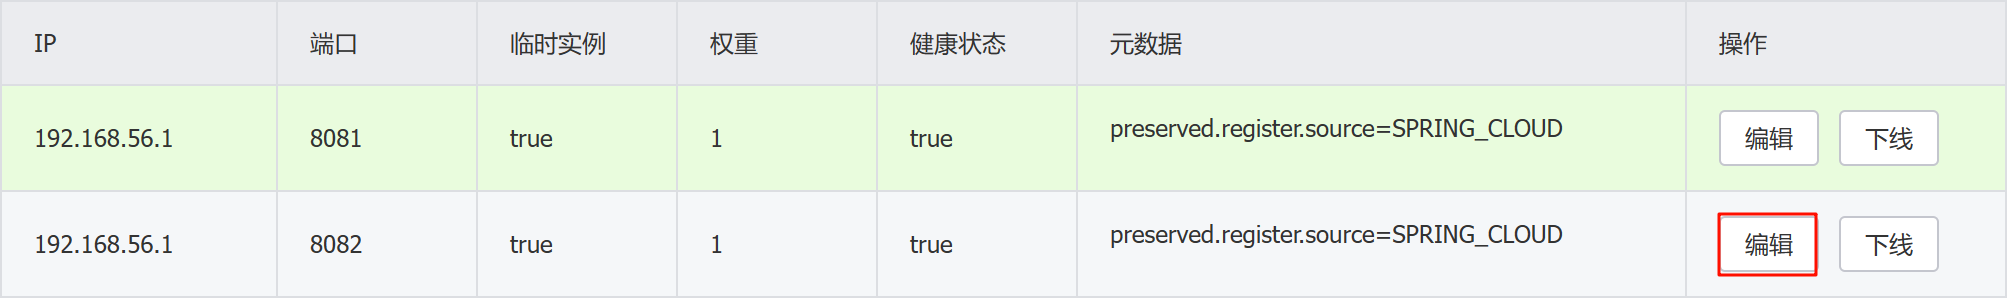 IP 端口 临时实例 权重 健康状态 元数据 操作
192.168.56.1 8081 true 1 true preserved.register.source=SPRING_CLOUD 编辑 下线
192.168.56.1 8082 true 1 true preserved.register.source=SPRING_CLOUD 编辑 下线